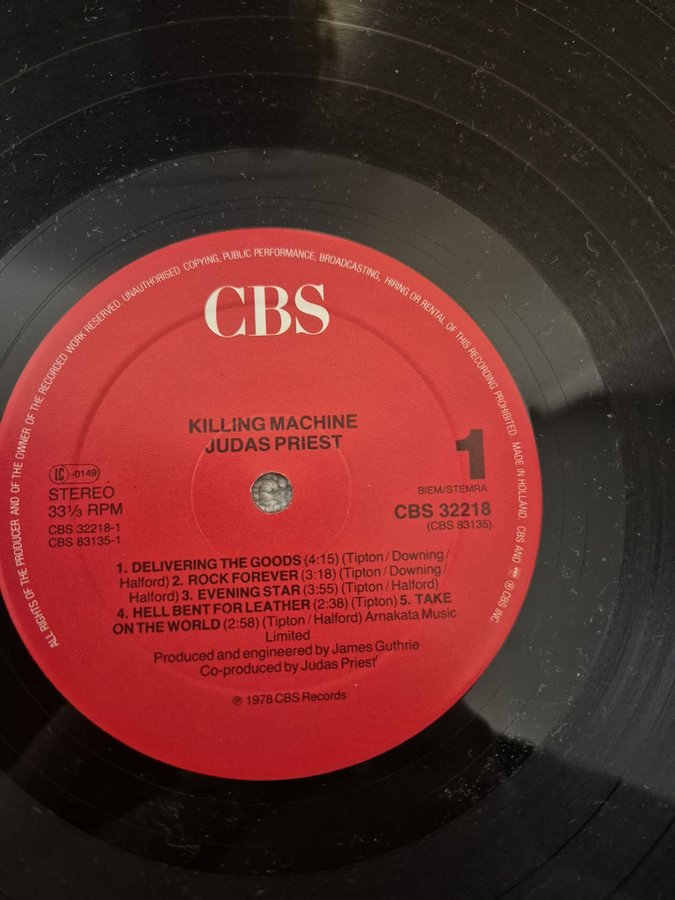 ALL RIGHTS OF THE PRODUCER AND OF THE OWNER OF THE RECORDED WORK RESERVED. UNAUTHORISED COPYING, PUBLIC PERFORMANCE, BROADCASTING, HIRING OR RENTAL OF THIS RECORDING PROHIBITED. MADE IN HOLLAND CBS AND ℗ CBS INC.
CBS
KILLING MACHINE
JUDAS PRIEST
1
LC -0149
STEREO
33⅓ RPM
CBS 32218-1
CBS 83135-1
BIEM/STEMRA
CBS 32218
(CBS 83135)
1. DELIVERING THE GOODS (4:15) (Tipton / Downing /
Halford) 2. ROCK FOREVER (3:18) (Tipton / Downing /
Halford) 3. EVENING STAR (3:55) (Tipton / Halford)
4. HELL BENT FOR LEATHER (2:38) (Tipton) 5. TAKE
ON THE WORLD (2:58) (Tipton / Halford) Arnakata Music
Limited
Produced and engineered by James Guthrie
Co-produced by Judas Priest
℗ 1978 CBS Records